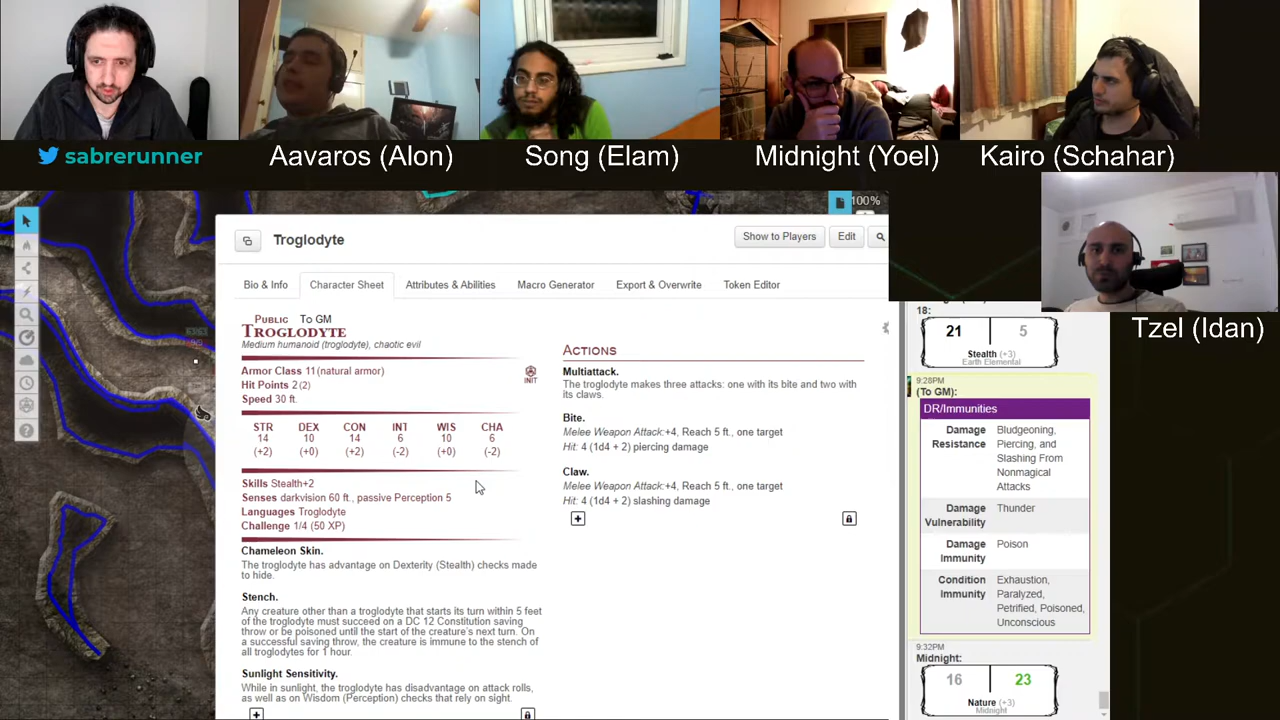 sabrerunner
Aavaros (Alon)
Song (Elam)
Midnight (Yoel)
Kairo (Schahar)
Tzel (Idan)
100%
Troglodyte
Show to Players
Edit
Bio & Info
Character Sheet
Attributes & Abilities
Macro Generator
Export & Overwrite
Token Editor
PUBLIC To GM
TROGLODYTE
Medium humanoid (troglodyte), chaotic evil
Armor Class 11 (natural armor)
Hit Points 2 (2)
Speed 30 ft.
INIT
STR DEX CON INT WIS CHA
14 10 14 6 10 6
(+2) (+0) (+2) (-2) (+0) (-2)
Skills Stealth+2
Senses darkvision 60 ft., passive Perception 5
Languages Troglodyte
Challenge 1/4 (50 XP)
Chameleon Skin.
The troglodyte has advantage on Dexterity (Stealth) checks made
to hide.
Stench.
Any creature other than a troglodyte that starts its turn within 5 feet
of the troglodyte must succeed on a DC 12 Constitution saving
throw or be poisoned until the start of the creature's next turn. On
a successful saving throw, the creature is immune to the stench of
all troglodytes for 1 hour.
Sunlight Sensitivity.
While in sunlight, the troglodyte has disadvantage on attack rolls,
as well as on Wisdom (Perception) checks that rely on sight.
ACTIONS
Multiattack.
The troglodyte makes three attacks: one with its bite and two with
its claws.
Bite.
Melee Weapon Attack:+4, Reach 5 ft., one target
Hit: 4 (1d4 + 2) piercing damage
Claw.
Melee Weapon Attack:+4, Reach 5 ft., one target
Hit: 4 (1d4 + 2) slashing damage
18:
21 5
Stealth (+3)
Earth Elemental
9:28PM
(To GM):
DR/Immunities
Damage Resistance Bludgeoning,
Piercing, and
Slashing From
Nonmagical
Attacks
Damage Vulnerability Thunder
Damage Immunity Poison
Condition Immunity Exhaustion,
Paralyzed,
Petrified, Poisoned,
Unconscious
9:32PM
Midnight:
16 23
Nature (+3)
Midnight